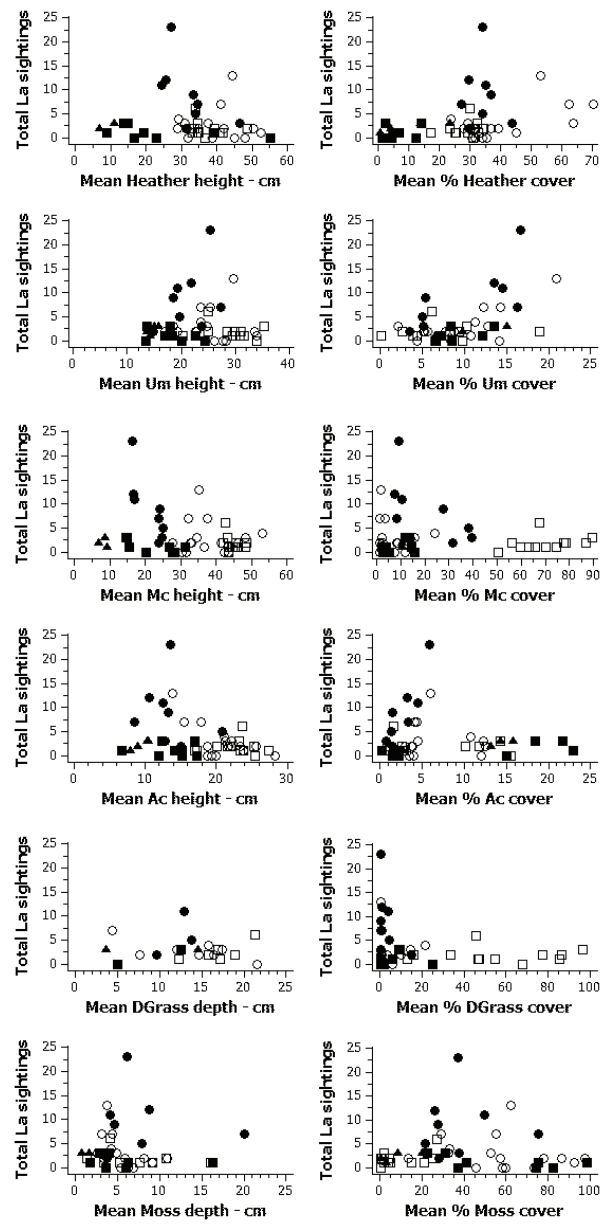 Total La sightings
25
20
15
10
5
0
0 10 20 30 40 50 60
Mean Heather height - cm
Total La sightings
25
20
15
10
5
0
0 10 20 30 40 50 60 70
Mean % Heather cover
Total La sightings
25
20
15
10
5
0
0 10 20 30 40
Mean Um height - cm
Total La sightings
25
20
15
10
5
0
0 5 10 15 20 25
Mean % Um cover
Total La sightings
25
20
15
10
5
0
0 10 20 30 40 50 60
Mean Mc height - cm
Total La sightings
25
20
15
10
5
0
0 10 20 30 40 50 60 70 80 90
Mean % Mc cover
Total La sightings
25
20
15
10
5
0
0 10 20 30
Mean Ac height - cm
Total La sightings
25
20
15
10
5
0
0 5 10 15 20 25
Mean % Ac cover
Total La sightings
25
20
15
10
5
0
0 5 10 15 20 25
Mean DGrass depth - cm
Total La sightings
25
20
15
10
5
0
0 20 40 60 80 100
Mean % DGrass cover
Total La sightings
25
20
15
10
5
0
0 5 10 15 20 25
Mean Moss depth - cm
Total La sightings
25
20
15
10
5
0
0 10 20 30 40 50 60 70 80 90 100
Mean % Moss cover